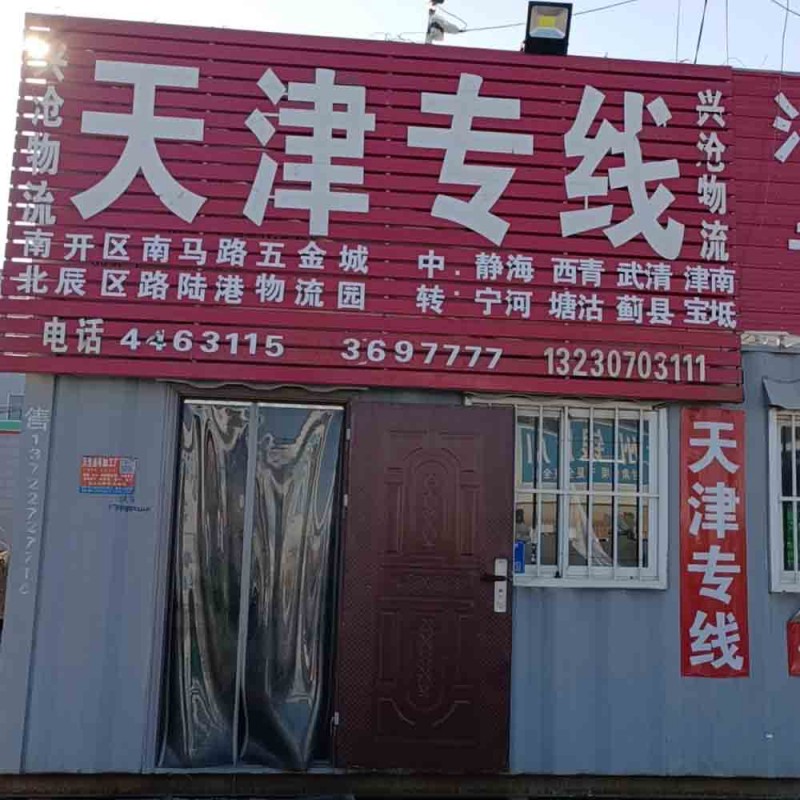 兴沧物流
天津专线
兴沧物流
南开区南马路五金城
北辰区路陆港物流园
中转:
静海 西青 武清 津南
宁河 塘沽 蓟县 宝坻
电话 4463115 3697777 13230703111
天津专线
售